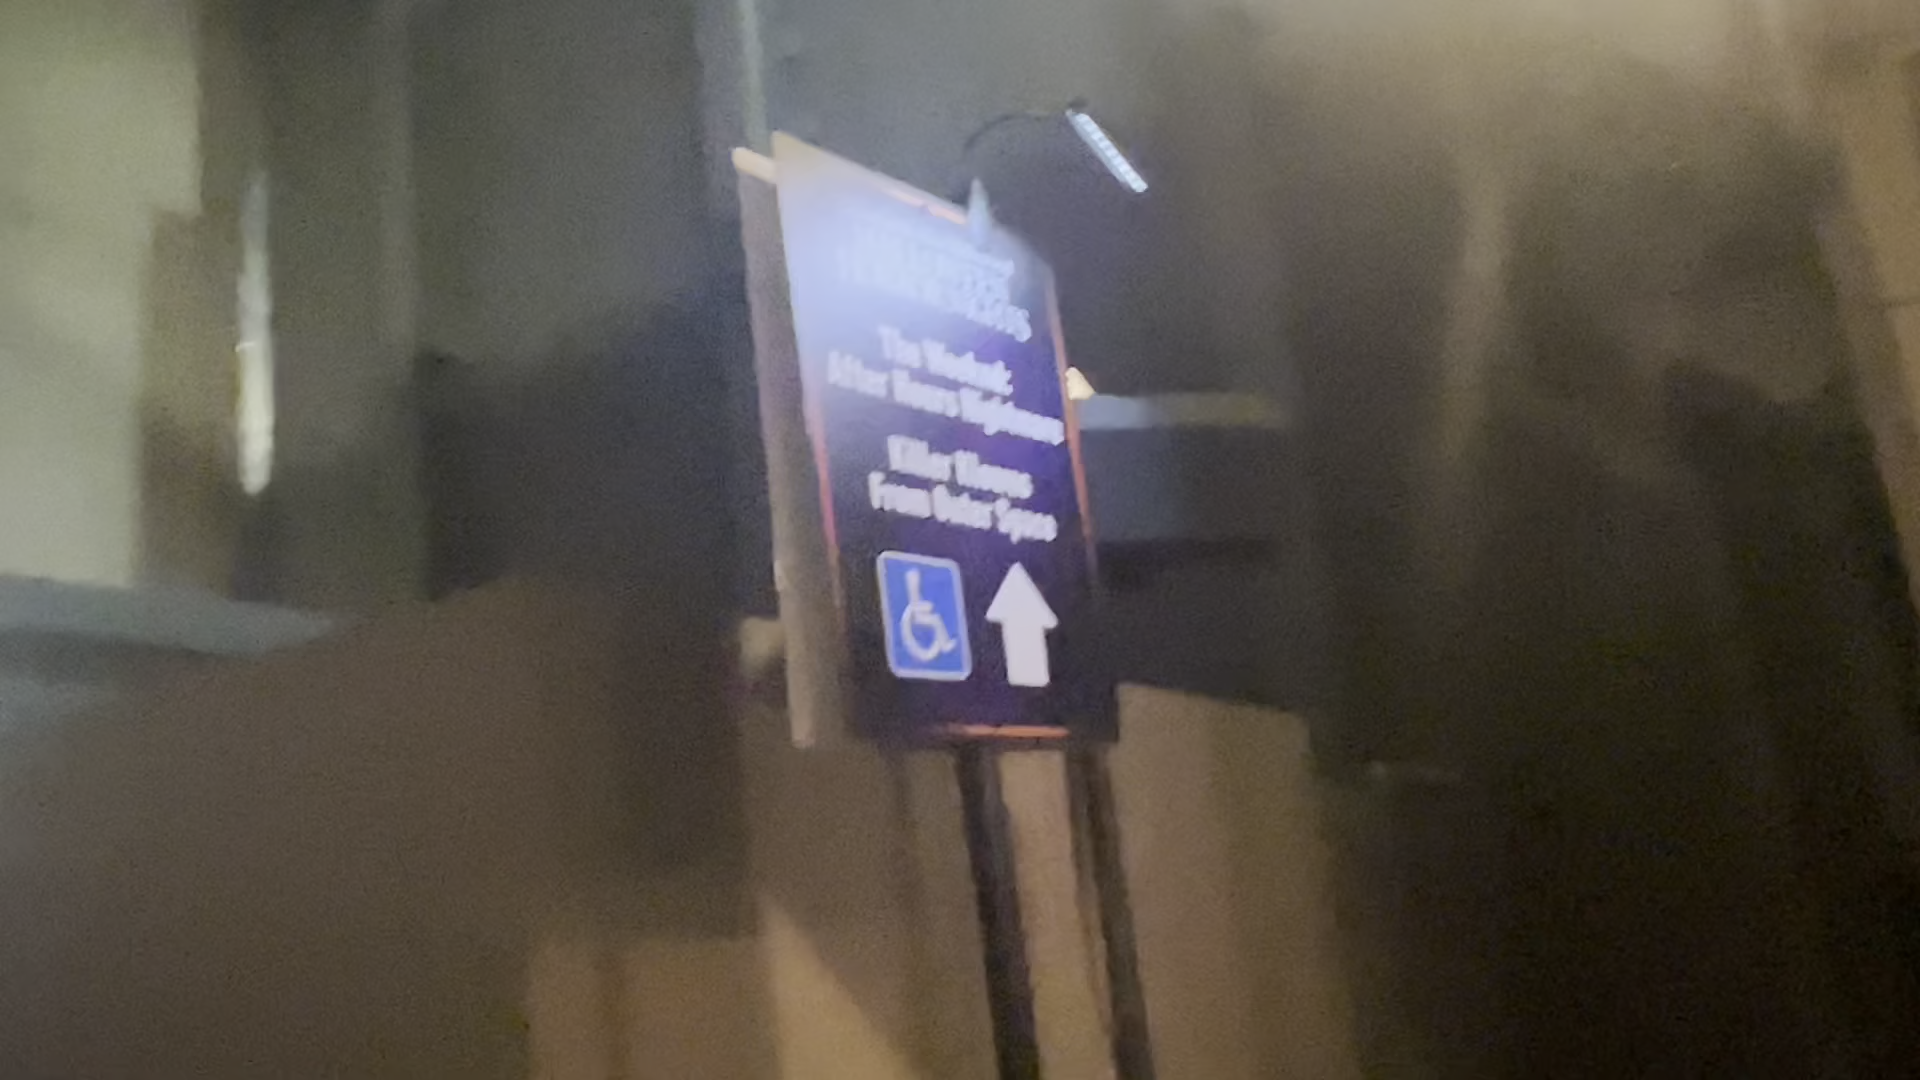 The Weeknd:
After Hours Nightmare
Killer Klowns
From Outer Space